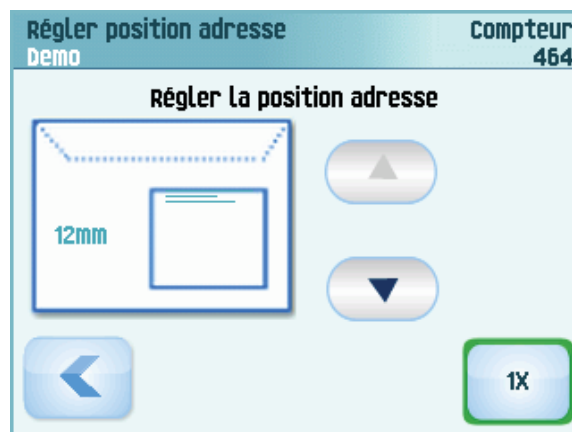 Régler position adresse
Demo
Compteur
464
Régler la position adresse
12mm
1X